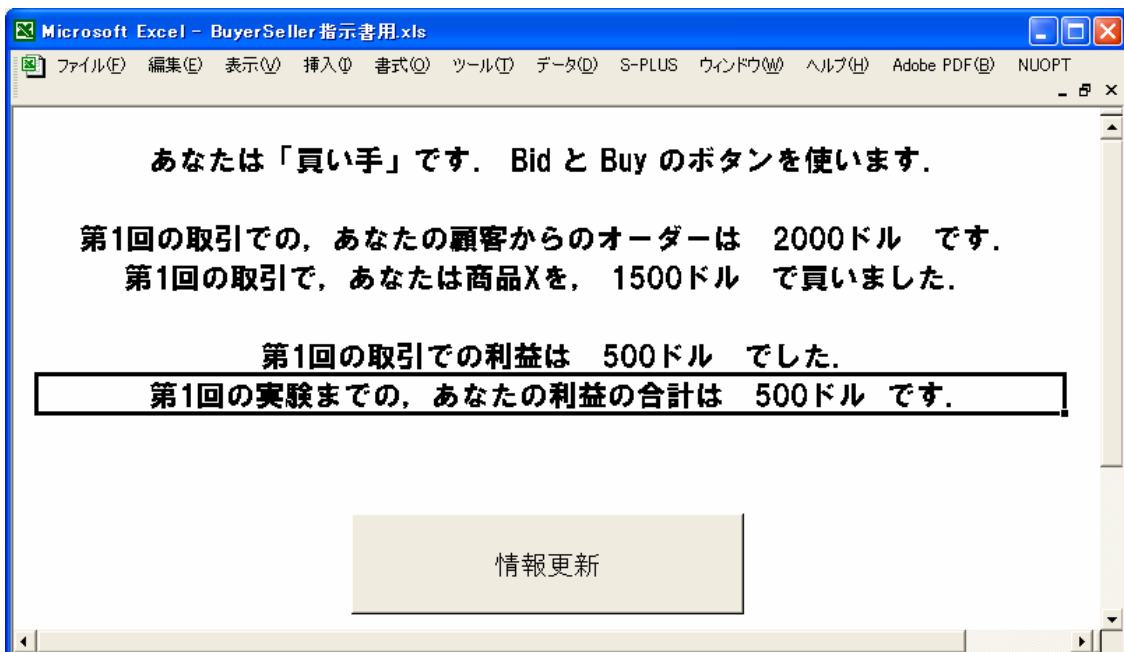 Microsoft Excel - BuyerSeller指示書用.xls
ファイル(F) 編集(E) 表示(V) 挿入(I) 書式(O) ツール(T) データ(D) S-PLUS ウィンドウ(W) ヘルプ(H) Adobe PDF(B) NUOPT
あなたは「買い手」です. Bid と Buy のボタンを使います.
第1回の取引での, あなたの顧客からのオーダーは 2000ドル です.
第1回の取引で, あなたは商品Xを, 1500ドル で買いました.
第1回の取引での利益は 500ドル でした.
第1回の実験までの, あなたの利益の合計は 500ドル です.
情報更新